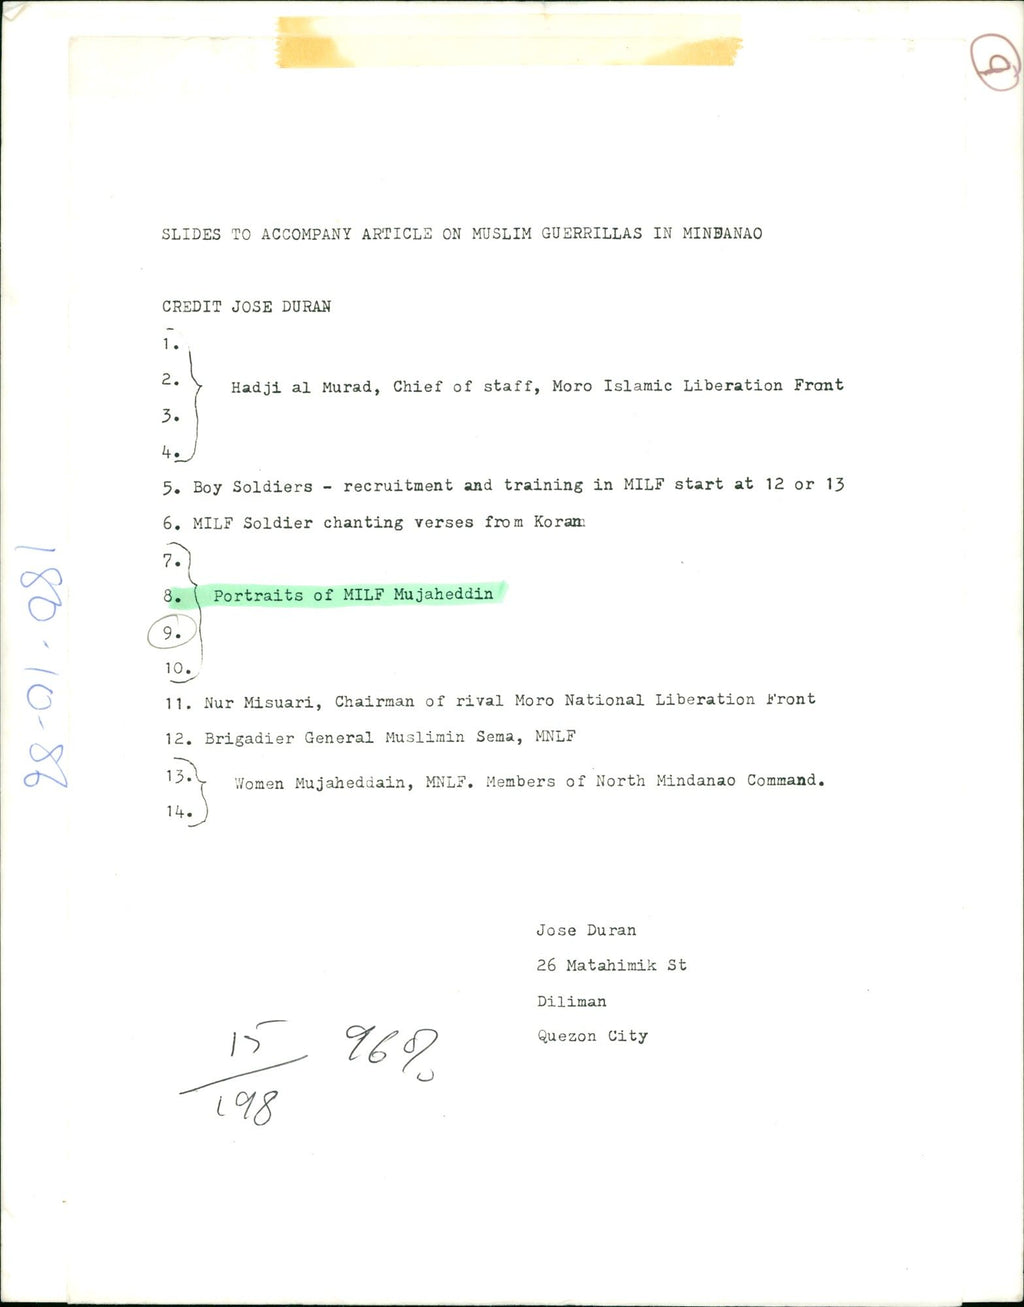 9
SLIDES TO ACCOMPANY ARTICLE ON MUSLIM GUERRILLAS IN MINDANAO
CREDIT JOSE DURAN
1.
2.
Hadji al Murad, Chief of staff, Moro Islamic Liberation Front
3.
4.
5. Boy Soldiers - recruitment and training in MILF start at 12 or 13
6. MILF Soldier chanting verses from Koran
7.
8. Portraits of MILF Mujaheddin
9.
10.
11. Nur Misuari, Chairman of rival Moro National Liberation Front
12. Brigadier General Muslimin Sema, MNLF
13.
Women Mujaheddain, MNLF. Members of North Mindanao Command.
14.
Jose Duran
26 Matahimik St
Diliman
Quezon City
15
198
96%